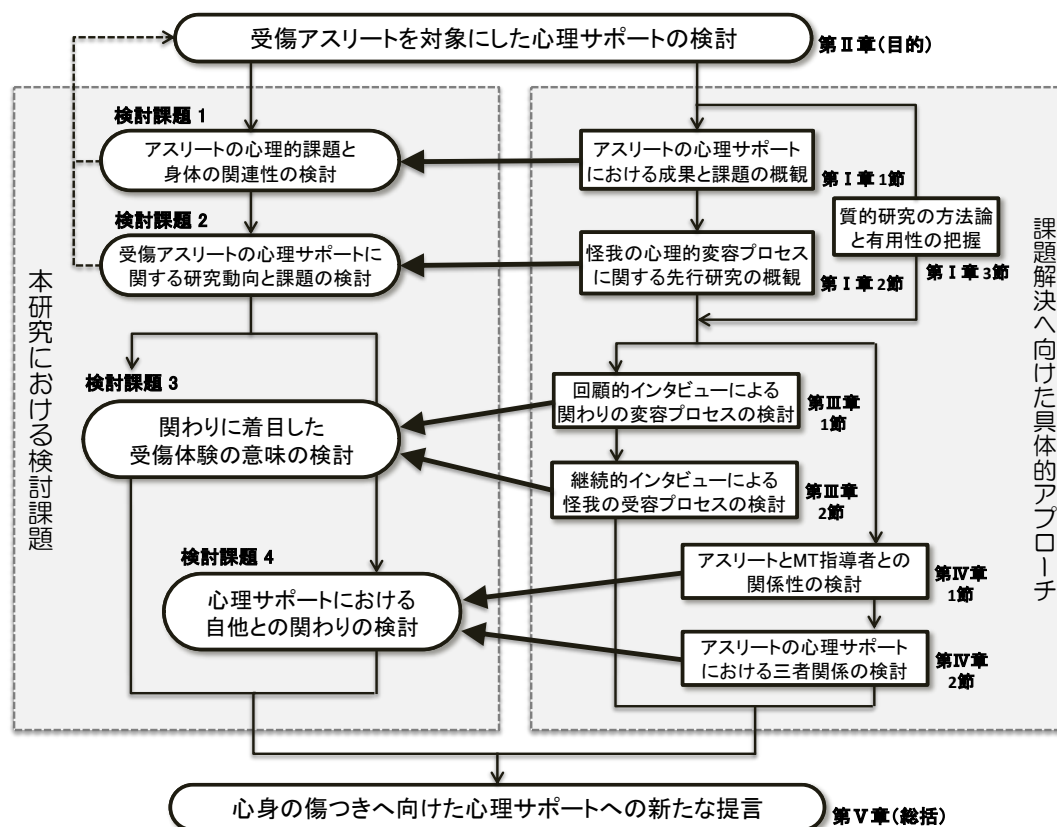 受傷アスリートを対象にした心理サポートの検討
第Ⅱ章(目的)
本研究における検討課題
検討課題 1
アスリートの心理的課題と
身体の関連性の検討
検討課題 2
受傷アスリートの心理サポートに
関する研究動向と課題の検討
検討課題 3
関わりに着目した
受傷体験の意味の検討
検討課題 4
心理サポートにおける
自他との関わりの検討
アスリートの心理サポート
における成果と課題の概観
第Ⅰ章 1節
怪我の心理的変容プロセス
に関する先行研究の概観
第Ⅰ章 2節
質的研究の方法論
と有用性の把握
第Ⅰ章 3節
回顧的インタビューによる
関わりの変容プロセスの検討
第Ⅲ章
1節
継続的インタビューによる
怪我の受容プロセスの検討
第Ⅲ章
2節
アスリートとMT指導者との
関係性の検討
第Ⅳ章
1節
アスリートの心理サポート
における三者関係の検討
第Ⅳ章
2節
課題解決へ向けた具体的アプローチ
心身の傷つきへ向けた心理サポートへの新たな提言
第Ⅴ章(総括)